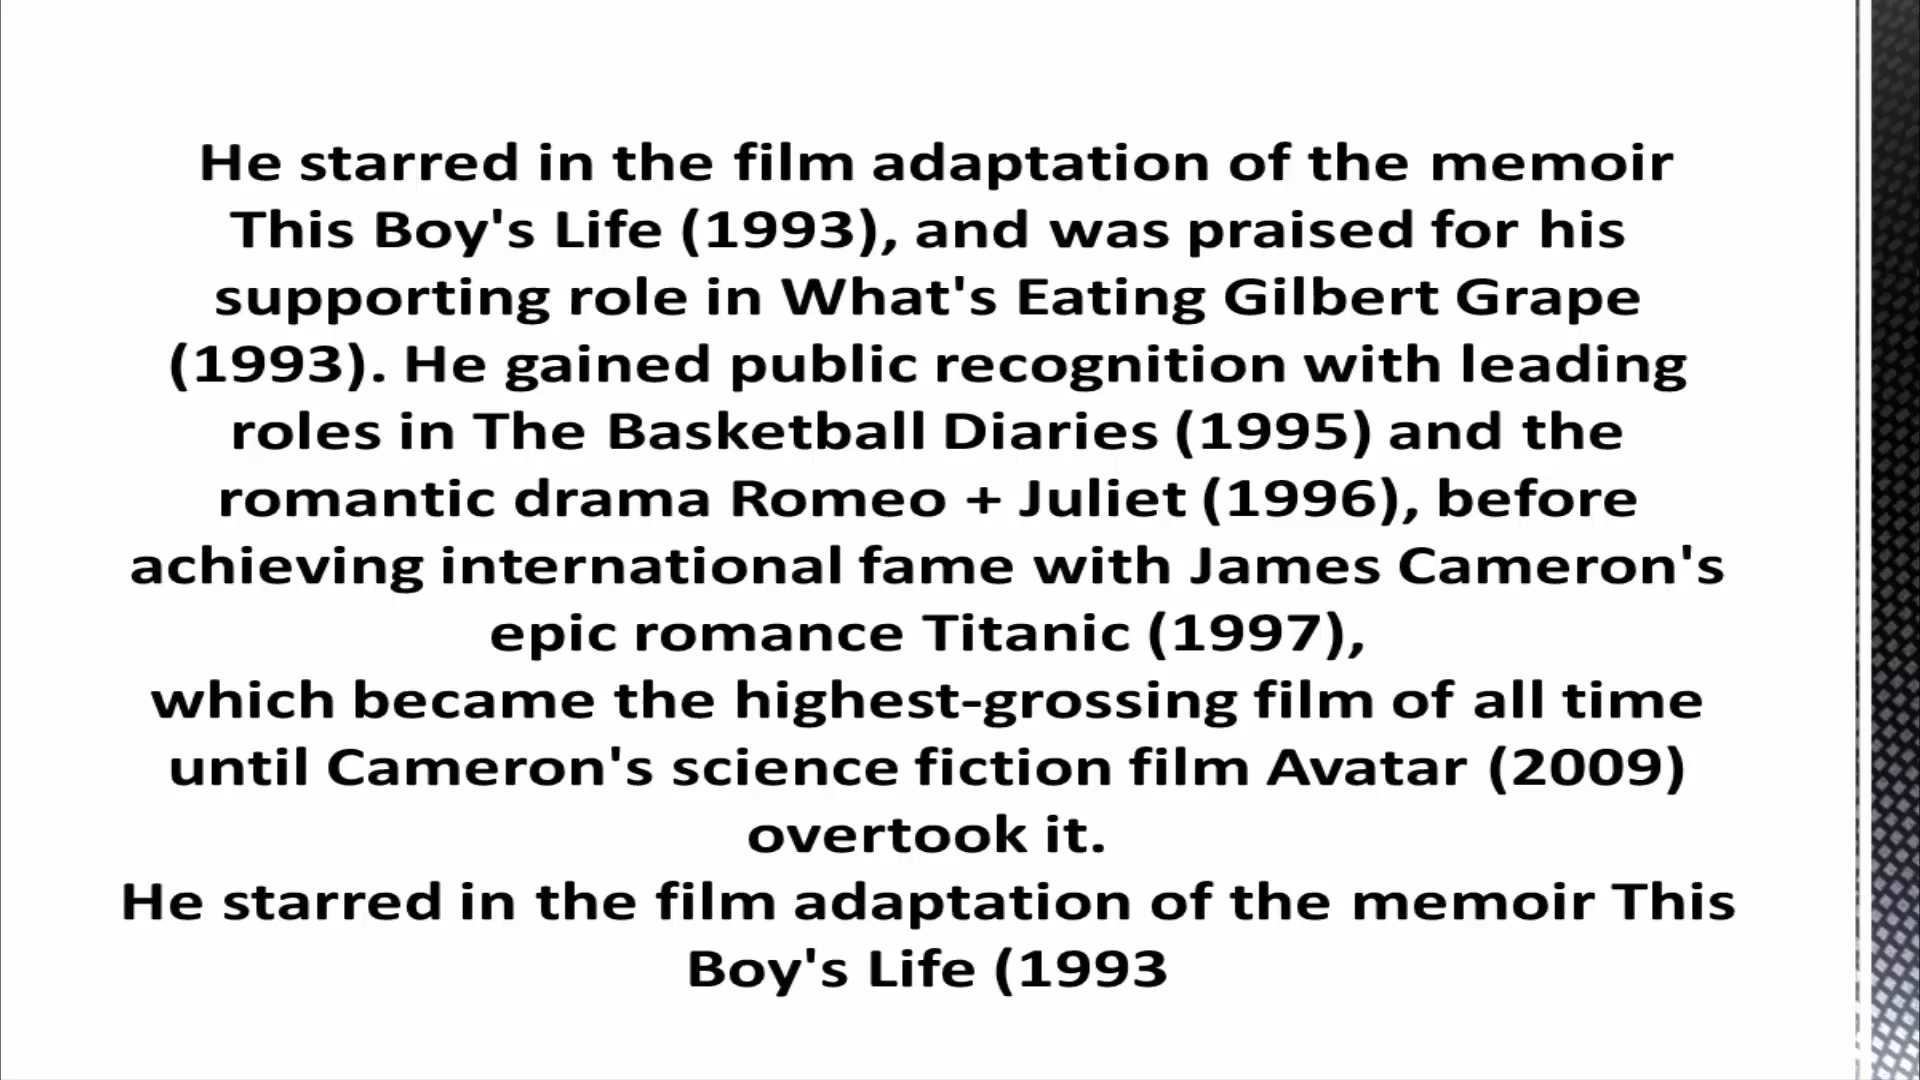 He starred in the film adaptation of the memoir
This Boy's Life (1993), and was praised for his
supporting role in What's Eating Gilbert Grape
(1993). He gained public recognition with leading
roles in The Basketball Diaries (1995) and the
romantic drama Romeo + Juliet (1996), before
achieving international fame with James Cameron's
epic romance Titanic (1997),
which became the highest-grossing film of all time
until Cameron's science fiction film Avatar (2009)
overtook it.
He starred in the film adaptation of the memoir This
Boy's Life (1993